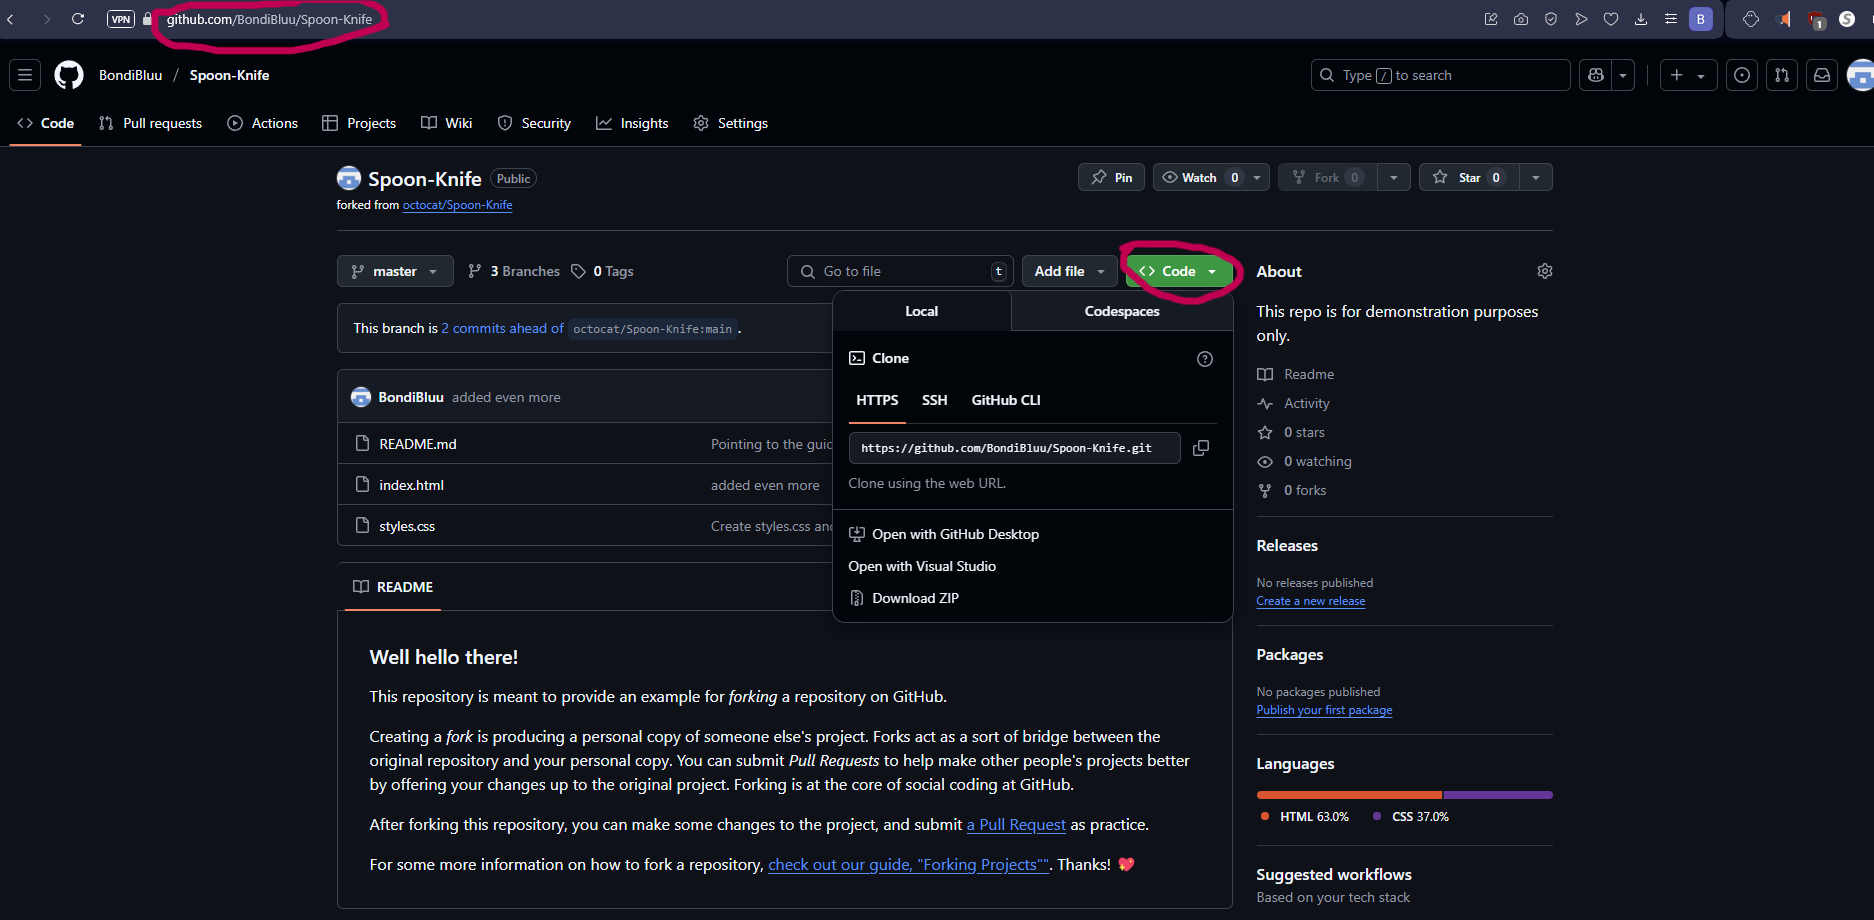 VPN github.com/BondiBluu/Spoon-Knife B 1 S
BondiBluu / Spoon-Knife Type / to search
Code Pull requests Actions Projects Wiki Security Insights Settings
Spoon-Knife Public Pin Watch 0 Fork 0 Star 0
forked from octocat/Spoon-Knife
master 3 Branches 0 Tags Go to file t Add file Code
This branch is 2 commits ahead of octocat/Spoon-Knife:main .
BondiBluu added even more
README.md Pointing to the guid
index.html added even more
styles.css Create styles.css and
Local Codespaces
Clone
HTTPS SSH GitHub CLI
https://github.com/BondiBluu/Spoon-Knife.git
Clone using the web URL.
Open with GitHub Desktop
Open with Visual Studio
Download ZIP
README
Well hello there!
This repository is meant to provide an example for forking a repository on GitHub.
Creating a fork is producing a personal copy of someone else's project. Forks act as a sort of bridge between the
original repository and your personal copy. You can submit Pull Requests to help make other people's projects better
by offering your changes up to the original project. Forking is at the core of social coding at GitHub.
After forking this repository, you can make some changes to the project, and submit a Pull Request as practice.
For some more information on how to fork a repository, check out our guide, "Forking Projects"". Thanks! 💖
About
This repo is for demonstration purposes
only.
Readme
Activity
0 stars
0 watching
0 forks
Releases
No releases published
Create a new release
Packages
No packages published
Publish your first package
Languages
HTML 63.0% CSS 37.0%
Suggested workflows
Based on your tech stack